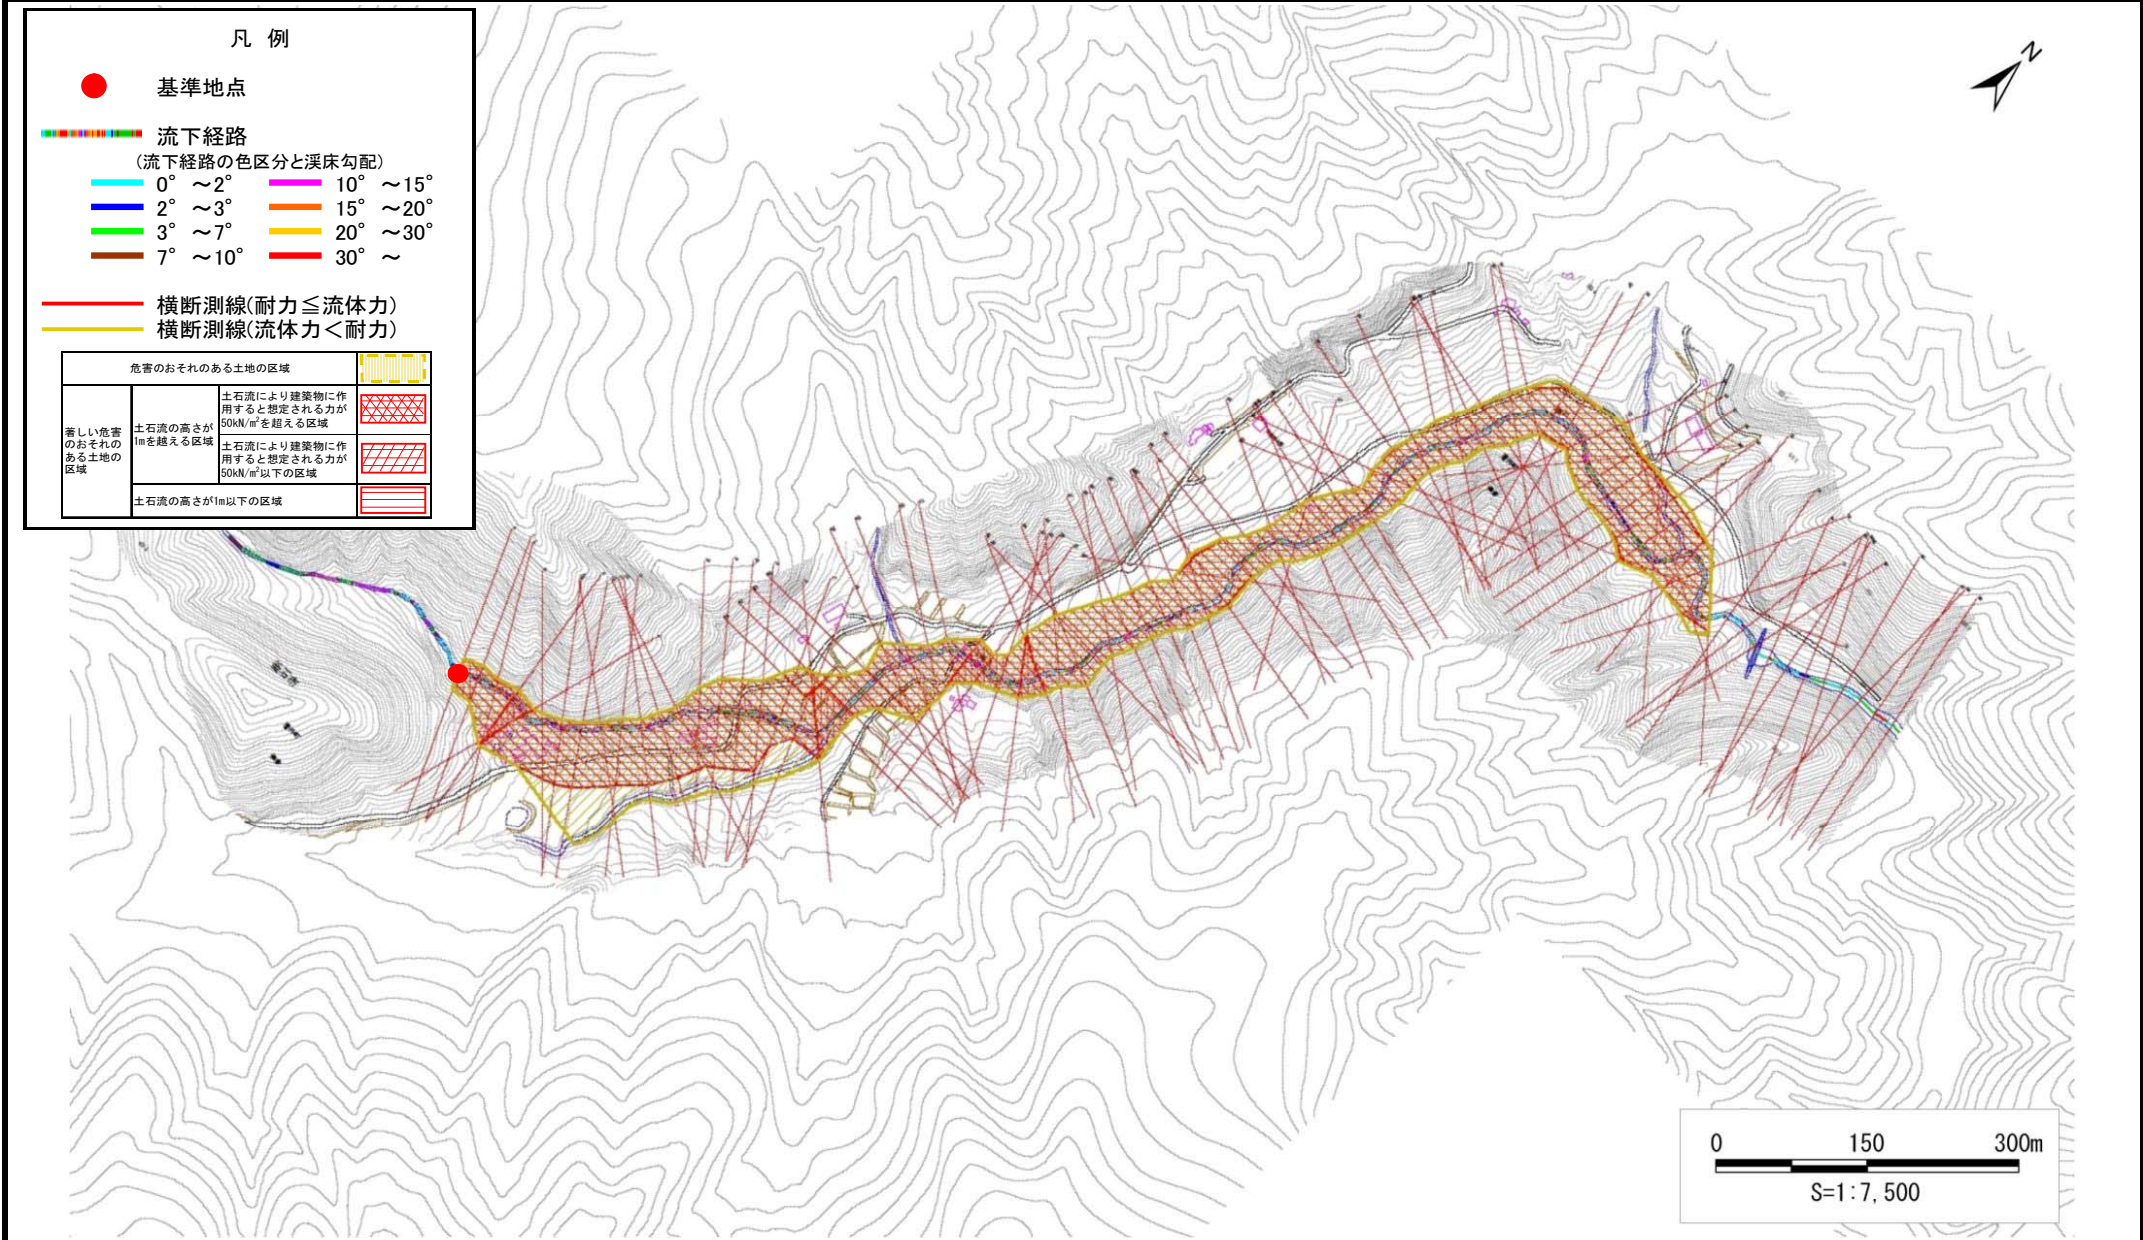 凡 例
基準地点
流下経路
(流下経路の色区分と渓床勾配)
0° ～2° 10° ～15°
2° ～3° 15° ～20°
3° ～7° 20° ～30°
7° ～10° 30° ～
横断測線(耐力≦流体力)
横断測線(流体力＜耐力)
危害のおそれのある土地の区域
著しい危害
のおそれの
ある土地の
区域
土石流の高さが
1mを越える区域
土石流により建築物に作
用すると想定される力が
50kN/m²を超える区域
土石流により建築物に作
用すると想定される力が
50kN/m²以下の区域
土石流の高さが1m以下の区域
N
0 150 300m
S=1:7,500